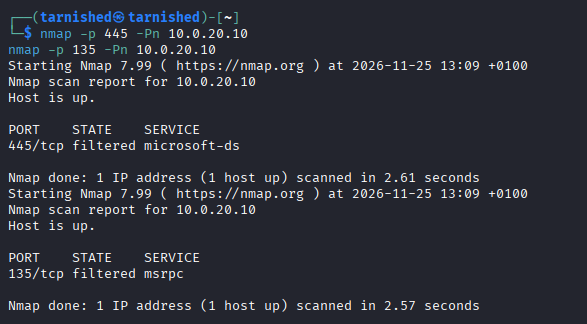 ┌──(tarnished㉿tarnished)-[~]
└─$ nmap -p 445 -Pn 10.0.20.10
nmap -p 135 -Pn 10.0.20.10
Starting Nmap 7.99 ( https://nmap.org ) at 2026-11-25 13:09 +0100
Nmap scan report for 10.0.20.10
Host is up.

PORT    STATE    SERVICE
445/tcp filtered microsoft-ds

Nmap done: 1 IP address (1 host up) scanned in 2.61 seconds
Starting Nmap 7.99 ( https://nmap.org ) at 2026-11-25 13:09 +0100
Nmap scan report for 10.0.20.10
Host is up.

PORT    STATE    SERVICE
135/tcp filtered msrpc

Nmap done: 1 IP address (1 host up) scanned in 2.57 seconds